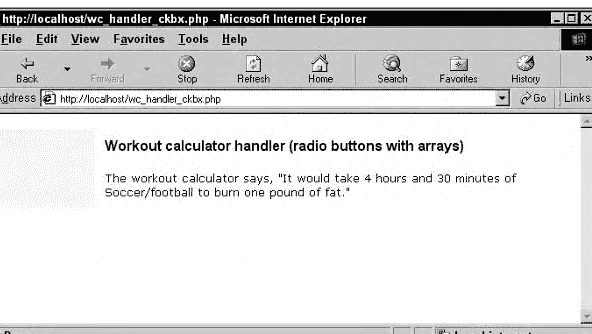 http://localhost/wc_handler_ckbx.php - Microsoft Internet Explorer
File Edit View Favorites Tools Help
Back Forward Stop Refresh Home Search Favorites History »
Address http://localhost/wc_handler_ckbx.php Go Links
Workout calculator handler (radio buttons with arrays)
The workout calculator says, "It would take 4 hours and 30 minutes of
Soccer/football to burn one pound of fat."